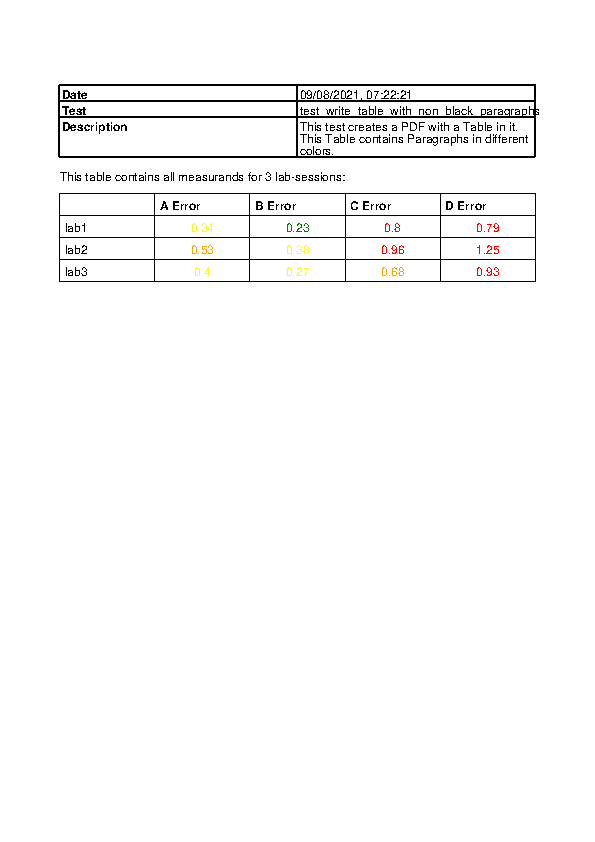 Date 09/08/2021, 07:22:21
Test test_write_table_with_non_black_paragraphs
Description This test creates a PDF with a Table in it.
This Table contains Paragraphs in different
colors.
This table contains all measurands for 3 lab-sessions:
A Error B Error C Error D Error
lab1 0.34 0.23 0.8 0.79
lab2 0.53 0.38 0.96 1.25
lab3 0.4 0.27 0.68 0.93